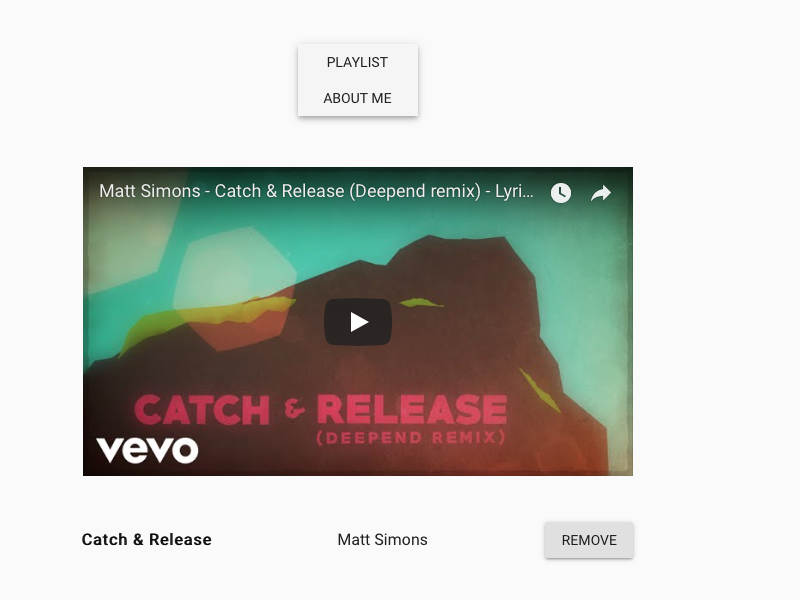 PLAYLIST
ABOUT ME
Matt Simons - Catch & Release (Deepend remix) - Lyri...
CATCH & RELEASE
(DEEPEND REMIX)
vevo
Catch & Release Matt Simons REMOVE